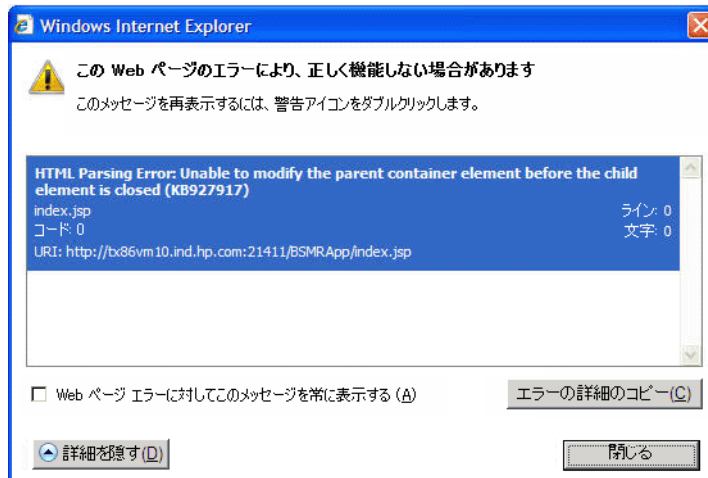 Windows Internet Explorer
この Web ページのエラーにより、正しく機能しない場合があります
このメッセージを再表示するには、警告アイコンをダブルクリックします。
HTML Parsing Error: Unable to modify the parent container element before the child
element is closed (KB927917)
index.jsp
ライン: 0
コード: 0
文字: 0
URI: http://tx86vm10.ind.hp.com:21411/BSMRApp/index.jsp
Web ページ エラーに対してこのメッセージを常に表示する (A)
エラーの詳細のコピー(C)
詳細を隠す(D)
閉じる